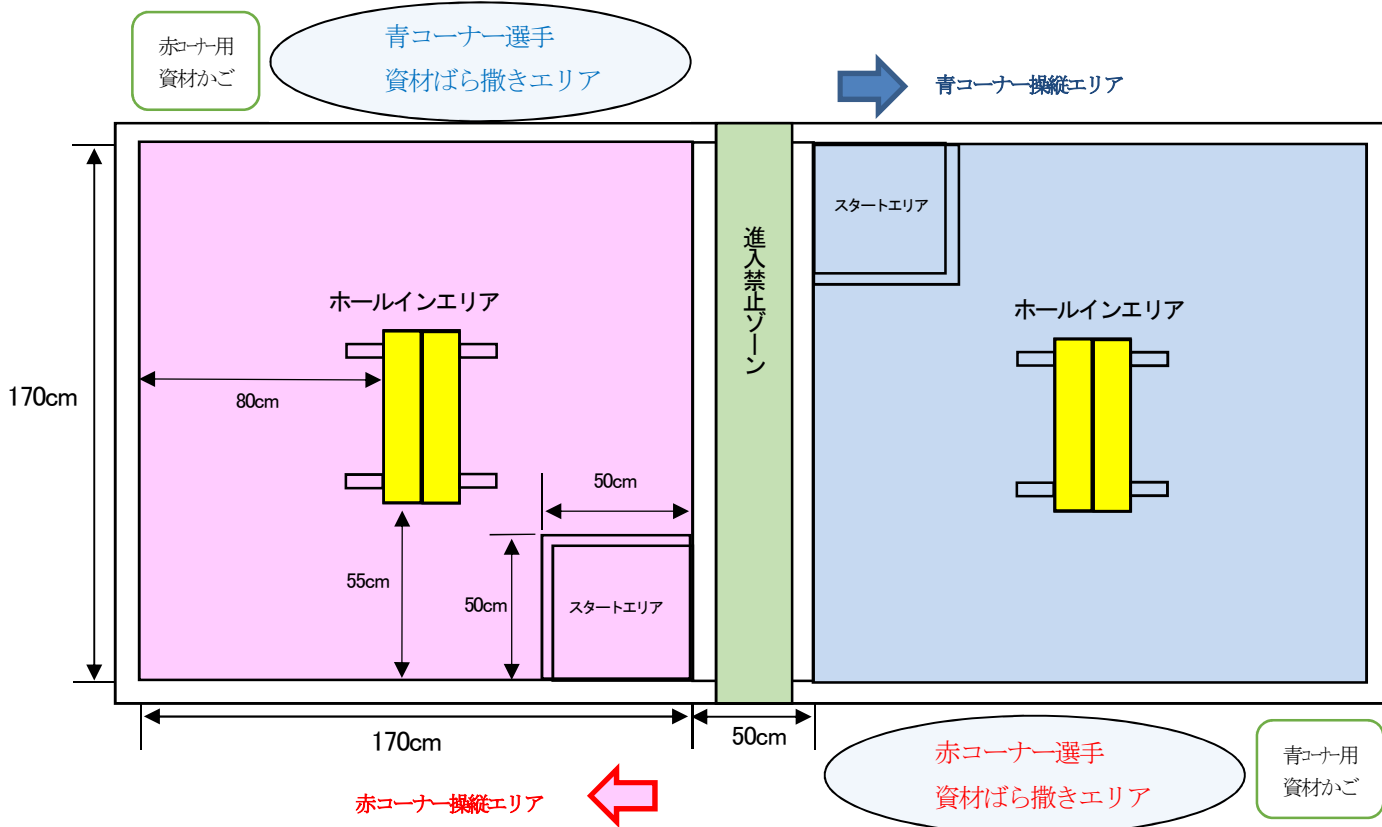 赤コーナー用
資材かご
青コーナー選手
資材ばら撒きエリア
青コーナー操縦エリア
スタートエリア
進入禁止ゾーン
ホールインエリア
ホールインエリア
170cm
80cm
50cm
55cm
50cm
スタートエリア
170cm
50cm
赤コーナー選手
資材ばら撒きエリア
青コーナー用
資材かご
赤コーナー操縦エリア